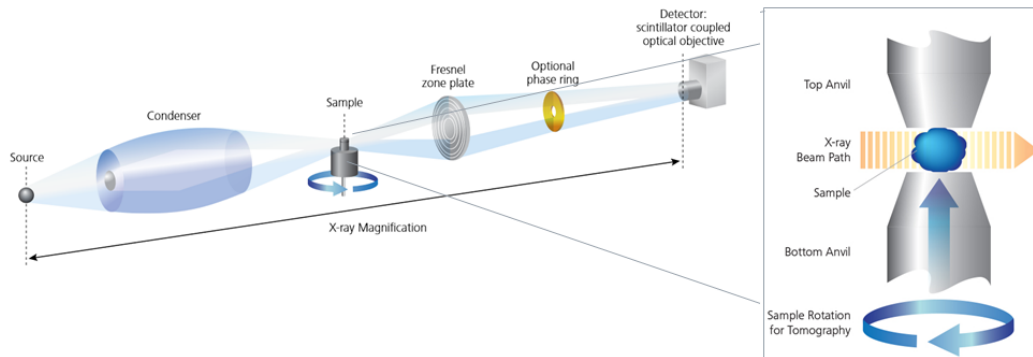 Source
Condenser
Sample
X-ray Magnification
Fresnel
zone plate
Optional
phase ring
Detector:
scintillator coupled
optical objective
Top Anvil
X-ray
Beam Path
Sample
Bottom Anvil
Sample Rotation
for Tomography